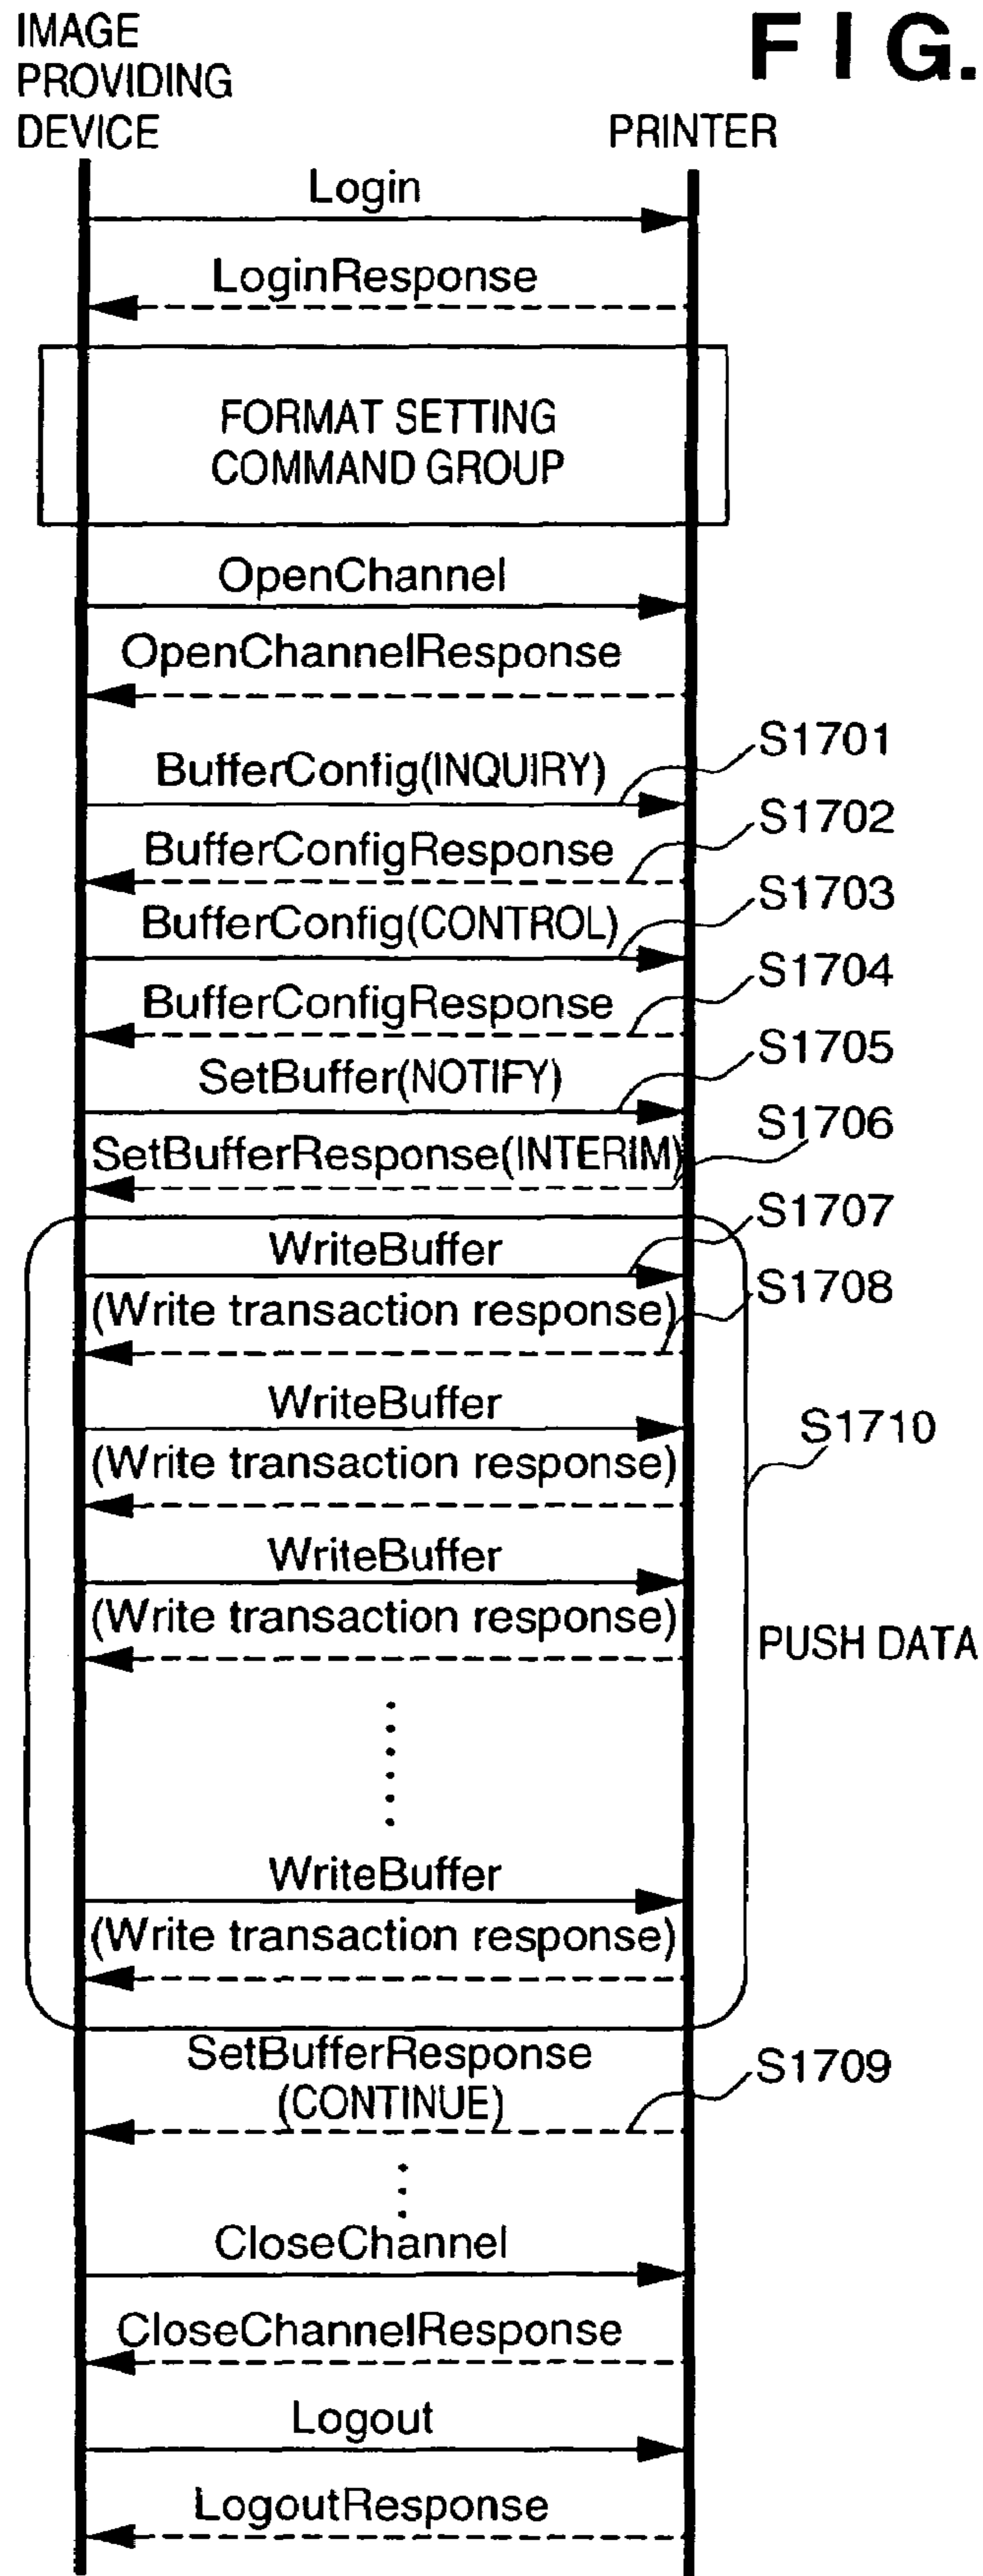 IMAGE
PROVIDING
DEVICE
FIG.
PRINTER
Login
LoginResponse
FORMAT SETTING
COMMAND GROUP
OpenChannel
OpenChannelResponse
S1701
BufferConfig(INQUIRY)
S1702
BufferConfigResponse
S1703
BufferConfig(CONTROL)
S1704
BufferConfigResponse
S1705
SetBuffer(NOTIFY)
S1706
SetBufferResponse(INTERIM)
S1707
WriteBuffer
S1708
(Write transaction response)
WriteBuffer
S1710
(Write transaction response)
WriteBuffer
(Write transaction response)
PUSH DATA
WriteBuffer
(Write transaction response)
SetBufferResponse
(CONTINUE)
S1709
CloseChannel
CloseChannelResponse
Logout
LogoutResponse